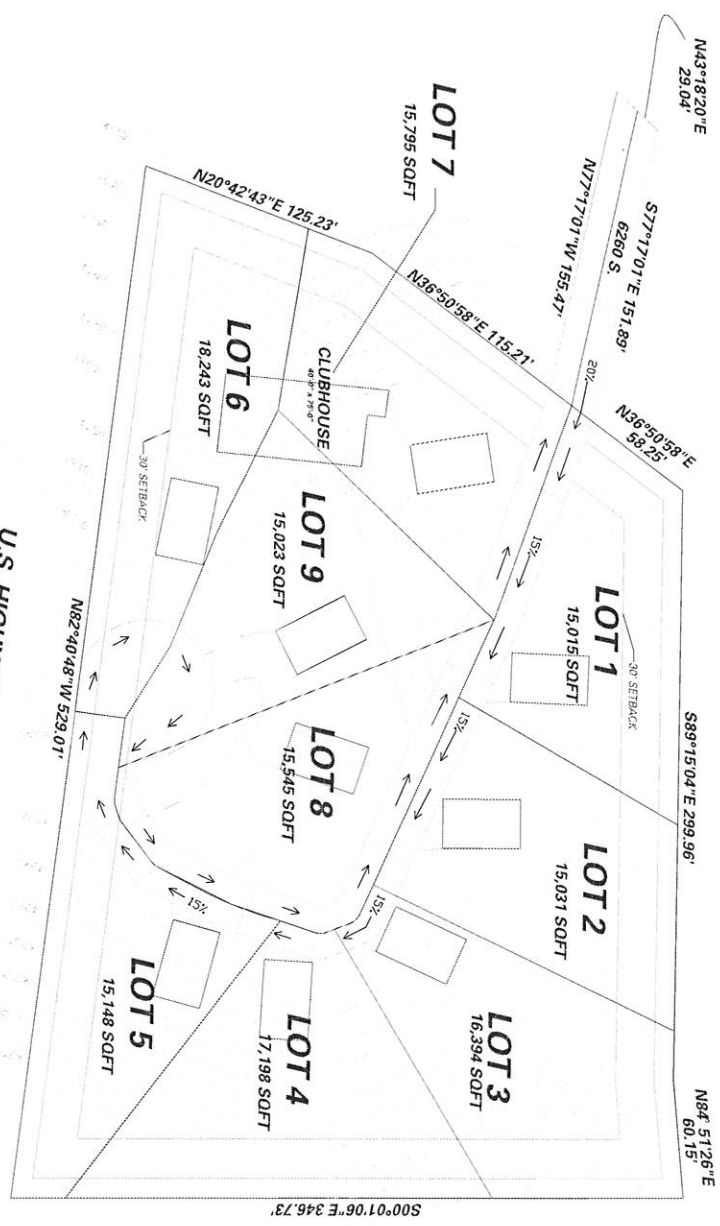 N43°18'20"E
29.04'
S77°17'01"E 151.89'
6260 S.
N77°17'01"W 155.47'
20%
N36°50'58"E
58.25'
LOT 7
15,795 SQFT
N20°42'43"E 125.23'
N36°50'58"E 115.21'
CLUBHOUSE
LOT 6
18,243 SQFT
30' SETBACK
LOT 9
15,023 SQFT
15%
LOT 1
15,015 SQFT
30' SETBACK
S89°15'04"E 299.96'
15%
LOT 2
15,031 SQFT
LOT 8
15,545 SQFT
15%
LOT 3
16,394 SQFT
N84°51'26"E
60.15'
15%
LOT 4
17,198 SQFT
LOT 5
15,148 SQFT
N82°40'48"W 529.01'
S00°01'06"E 346.73'
U.S.